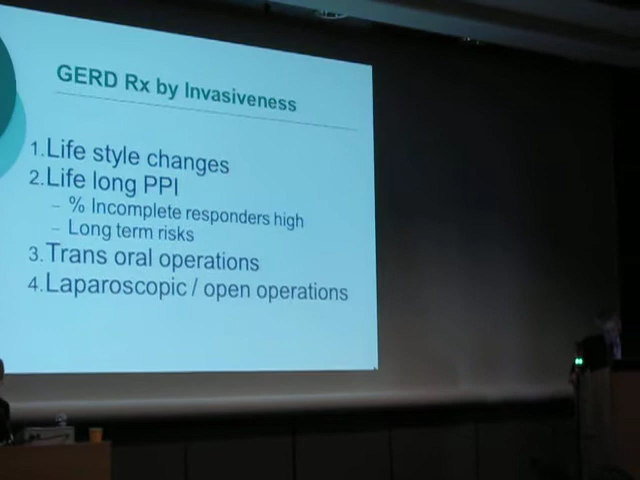 GERD Rx by Invasiveness
1. Life style changes
2. Life long PPI
– % Incomplete responders high
– Long term risks
3. Trans oral operations
4. Laparoscopic / open operations